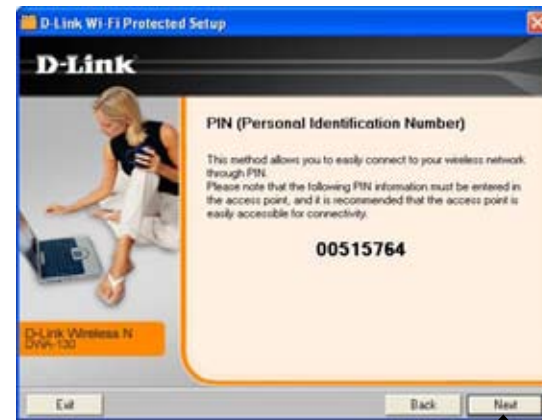 D-Link Wi-Fi Protected Setup
D-Link
PIN (Personal Identification Number)
This method allows you to easily connect to your wireless network
through PIN.
Please note that the following PIN information must be entered in
the access point, and it is recommended that the access point is
easily accessible for connectivity.
00515764
D-Link Wireless N
DWA-130
Exit
Back
Next